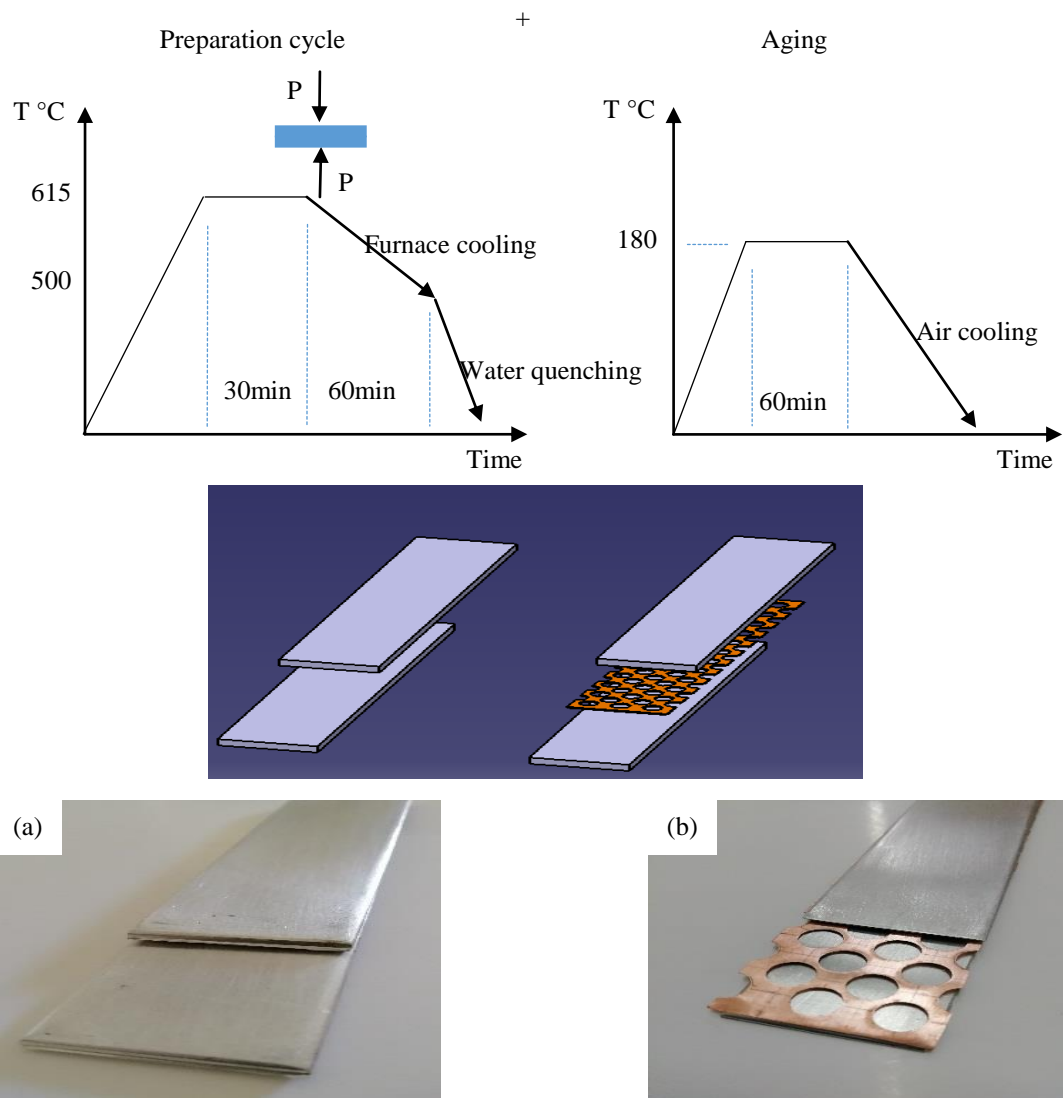 +
Preparation cycle
Aging
P
T °C
T °C
P
615
Furnace cooling
180
500
Air cooling
Water quenching
30min
60min
60min
Time
Time
(a)
(b)